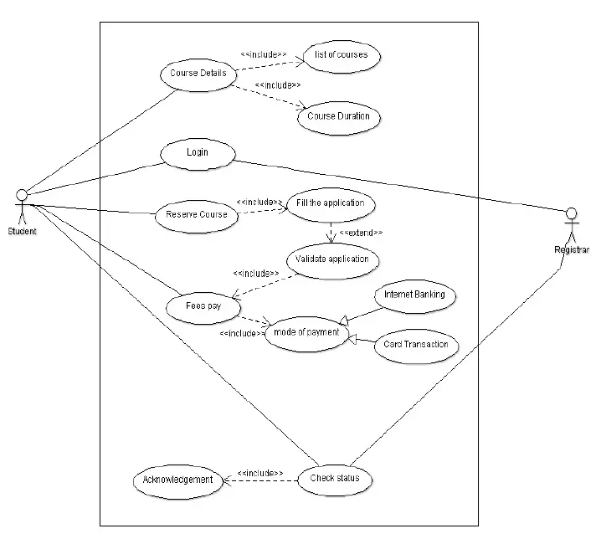 <<include>>
list of courses
Course Details
<<include>>
Course Duration
Login
<<include>>
Fill the application
Reserve Course
Student
<<extend>>
Registrar
Validate application
<<include>>
Internet Banking
Fees pay
<<include>>
mode of payment
Card Transaction
<<include>>
Acknowledgement
Check status